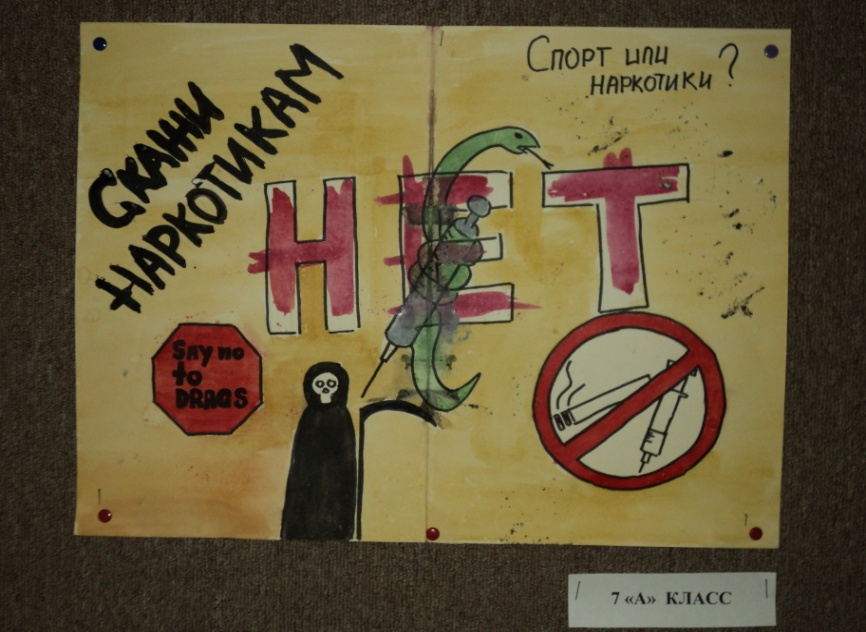 Скажи
наркотикам
НЕТ
Спорт или
наркотики?
SAY no
to
DRAGS
7 «А» КЛАСС